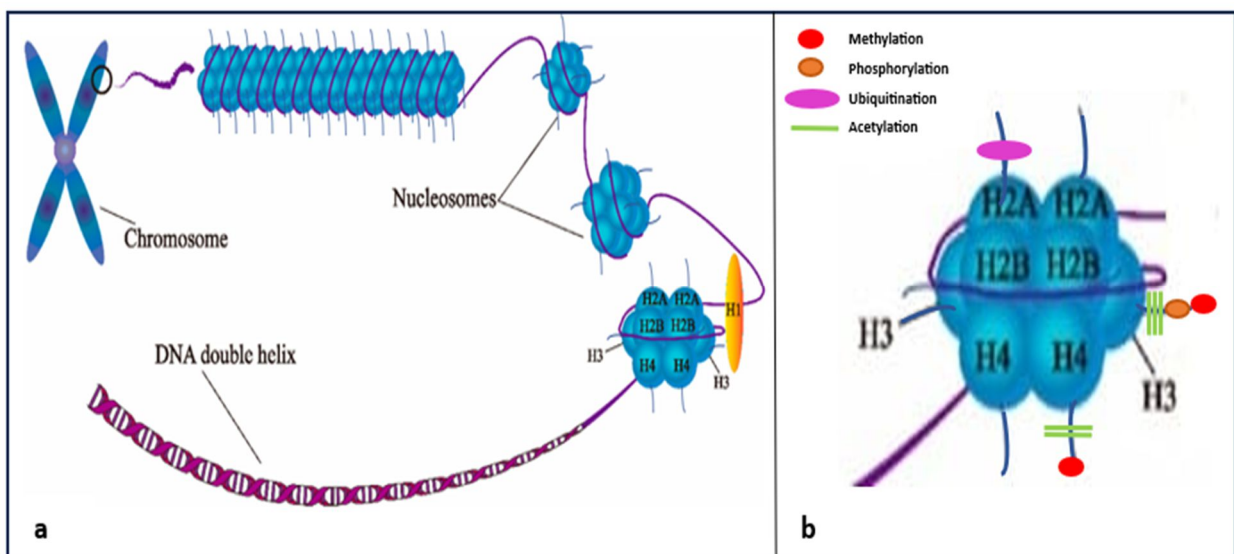 Chromosome
Nucleosomes
DNA double helix
H2A H2A
H1
H2B H2B
H3
H4 H4
H3
a
Methylation
Phosphorylation
Ubiquitination
Acetylation
H2A H2A
H2B H2B
H3
H4 H4
H3
b